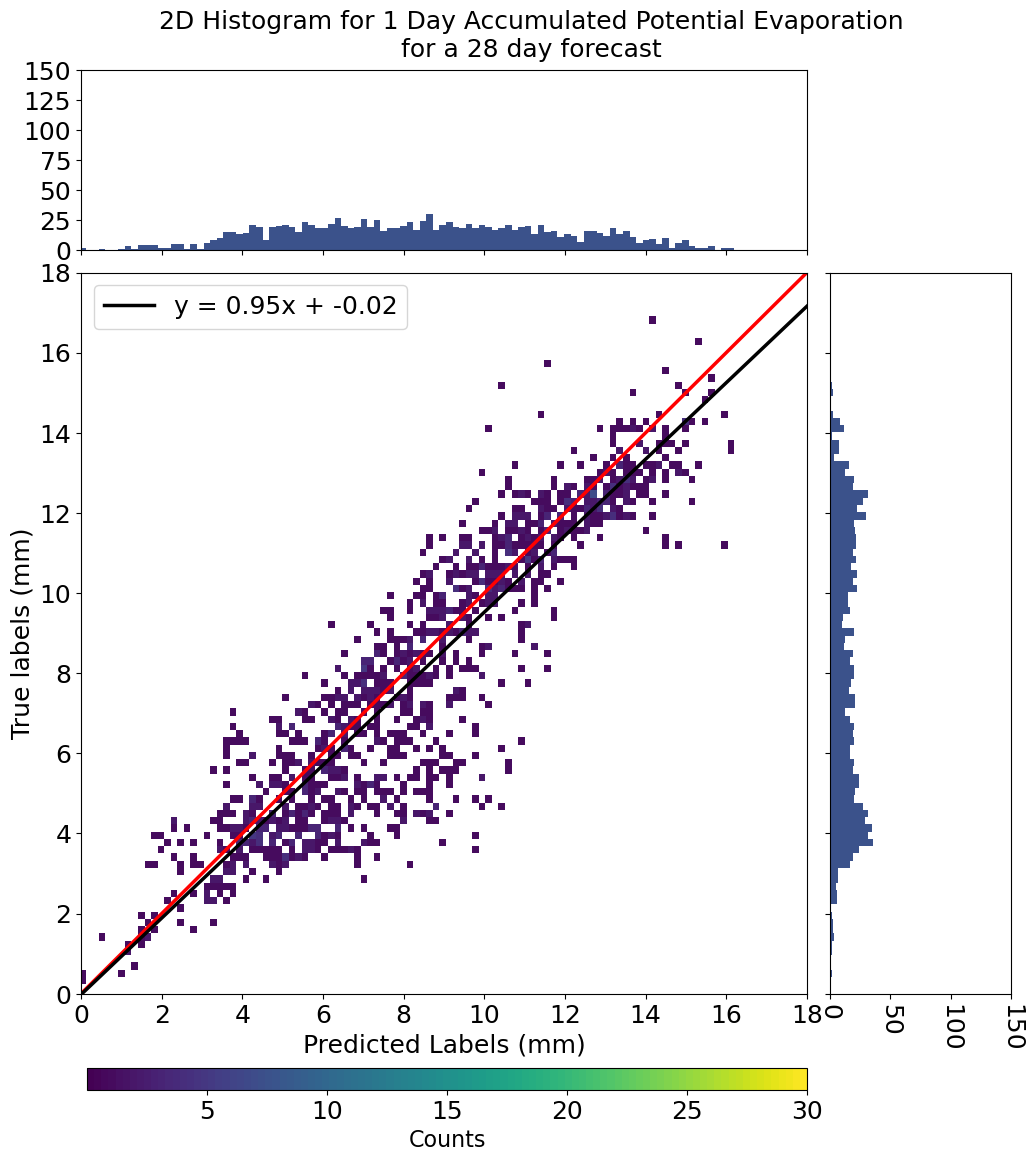 2D Histogram for 1 Day Accumulated Potential Evaporation
for a 28 day forecast
150
125
100
75
50
25
0
18
16
14
12
10
8
6
4
2
0
True labels (mm)
y = 0.95x + -0.02
0 2 4 6 8 10 12 14 16 18
Predicted Labels (mm)
0 50 100 150
5 10 15 20 25 30
Counts